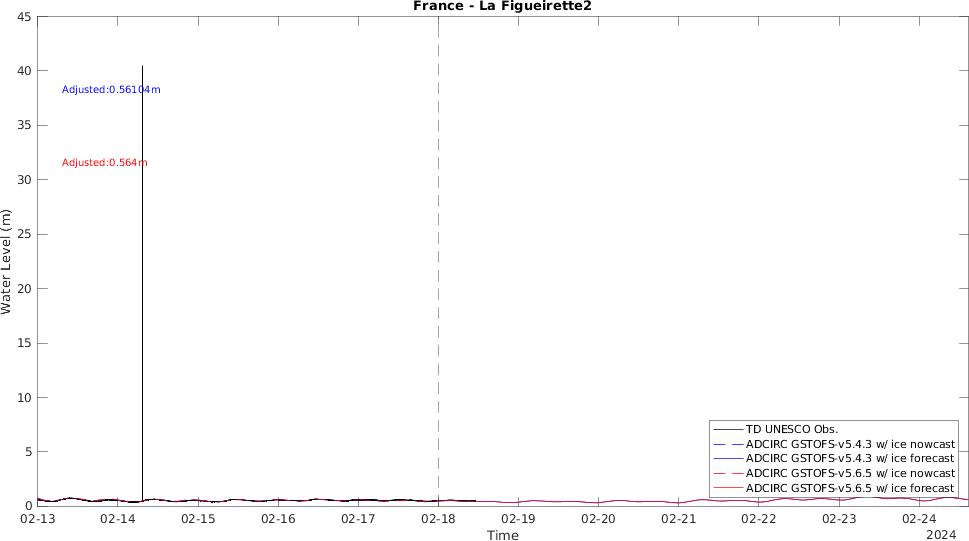 France - La Figueirette2
45
40
35
30
25
20
15
10
5
0
Water Level (m)
Adjusted:0.56104m
Adjusted:0.564m
TD UNESCO Obs.
ADCIRC GSTOFS-v5.4.3 w/ ice nowcast
ADCIRC GSTOFS-v5.4.3 w/ ice forecast
ADCIRC GSTOFS-v5.6.5 w/ ice nowcast
ADCIRC GSTOFS-v5.6.5 w/ ice forecast
02-13 02-14 02-15 02-16 02-17 02-18 02-19 02-20 02-21 02-22 02-23 02-24
Time
2024